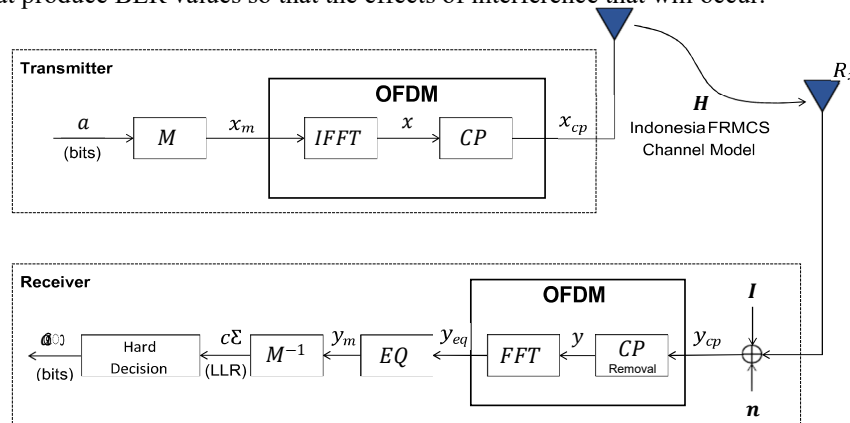 at produce BER values so that the effects of interference that will occur.
Transmitter
OFDM
a
(bits)
M
x_m
IFFT
x
CP
x_cp
H
Indonesia FRMCS
Channel Model
Receiver
OFDM
I
(bits)
Hard
Decision
(LLR)
M⁻¹
y_m
EQ
y_eq
FFT
y
CP
Removal
y_cp
n